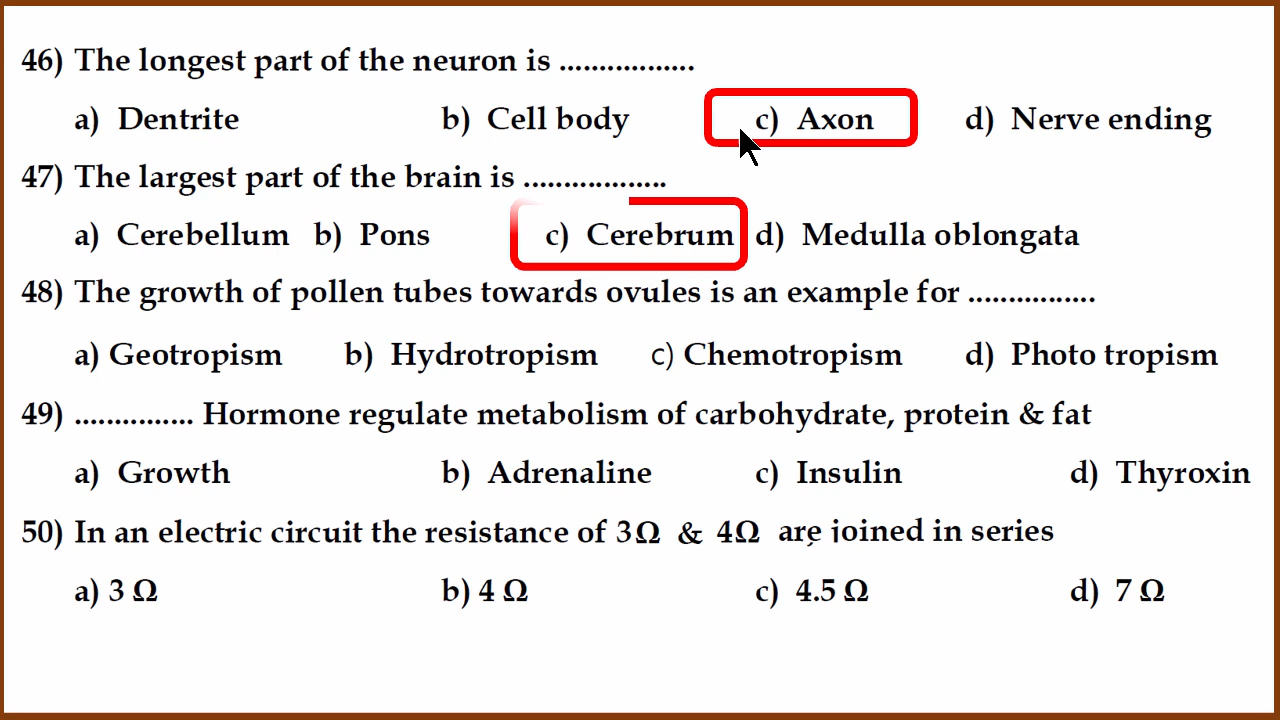 46) The longest part of the neuron is .................
a) Dentrite b) Cell body c) Axon d) Nerve ending
47) The largest part of the brain is ..................
a) Cerebellum b) Pons c) Cerebrum d) Medulla oblongata
48) The growth of pollen tubes towards ovules is an example for ................
a) Geotropism b) Hydrotropism c) Chemotropism d) Photo tropism
49) ............... Hormone regulate metabolism of carbohydrate, protein & fat
a) Growth b) Adrenaline c) Insulin d) Thyroxin
50) In an electric circuit the resistance of 3Ω & 4Ω are joined in series
a) 3 Ω b) 4 Ω c) 4.5 Ω d) 7 Ω